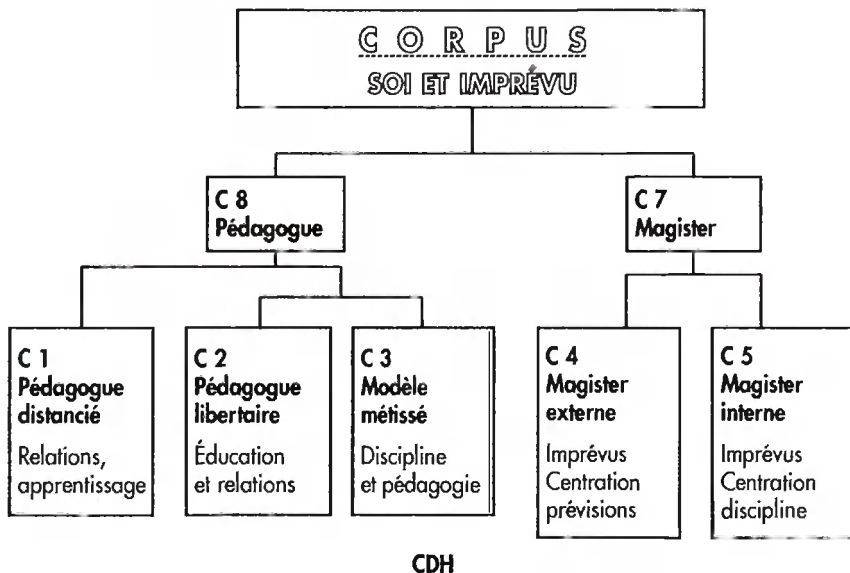 CORPUS
SOI ET IMPRÉVU
C 8
Pédagogue
C 7
Magister
C 1
Pédagogue
distancié
Relations,
apprentissage
C 2
Pédagogue
libertaire
Éducation
et relations
C 3
Modèle
métissé
Discipline
et pédagogie
C 4
Magister
externe
Imprévus
Centration
prévisions
C 5
Magister
interne
Imprévus
Centration
discipline
CDH